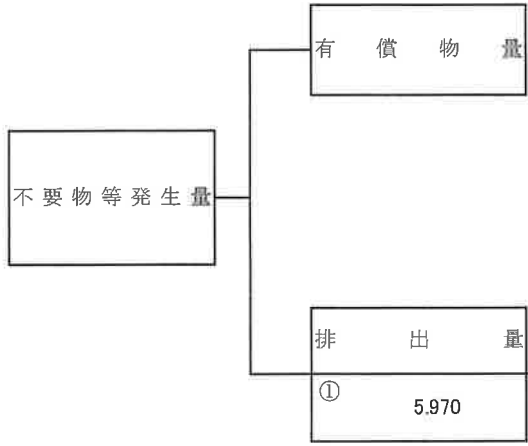 有償物量
不要物等発生量
排出量
①
5.970